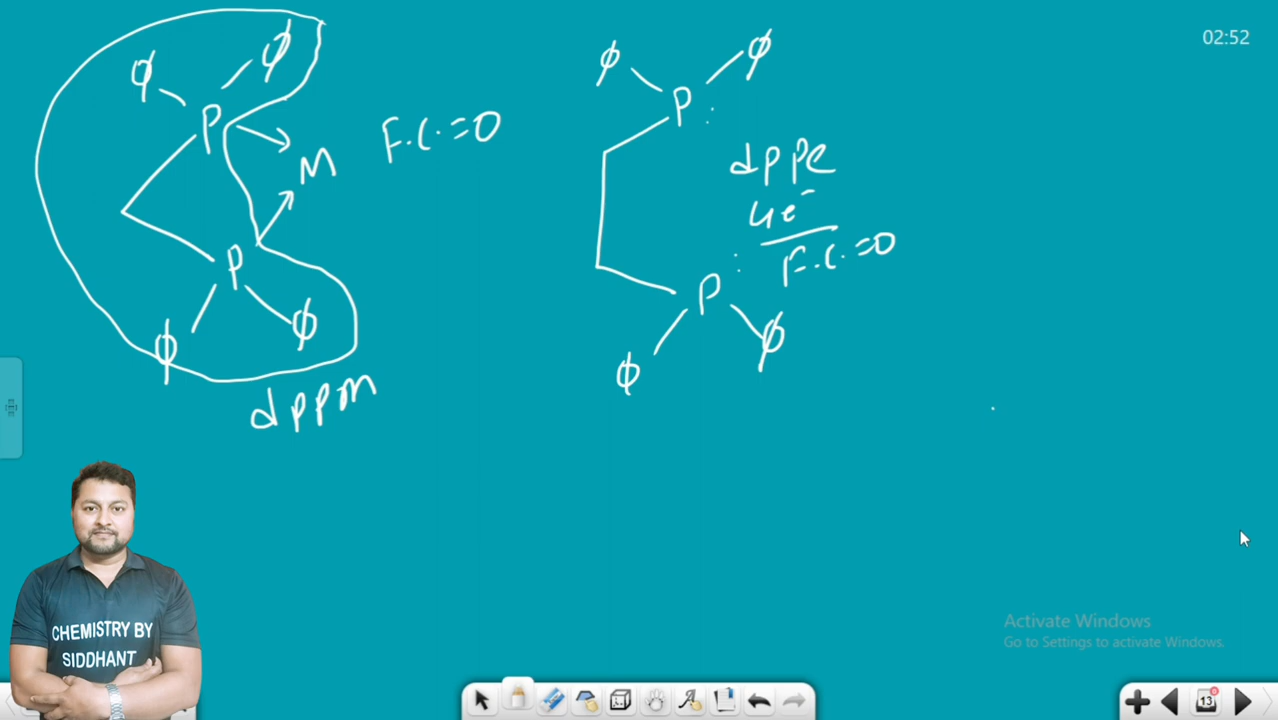 02:52
ϕ ϕ
P
M
F.C.=0
P
ϕ ϕ
dppm
ϕ ϕ
P:
dppe
4e⁻
F.C.=0
:
P
ϕ ϕ
CHEMISTRY BY
SIDDHANT
Activate Windows
Go to Settings to activate Windows.
13